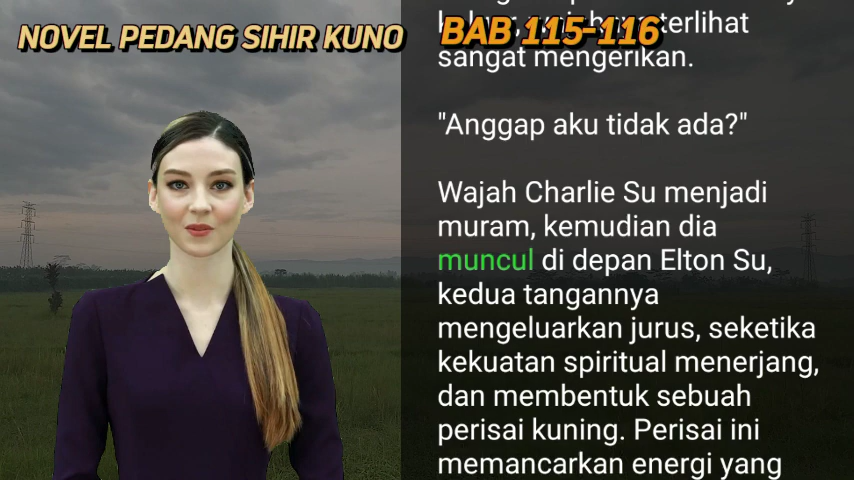 NOVEL PEDANG SIHIR KUNO
BAB 115-116
terlihat
sangat mengerikan.
"Anggap aku tidak ada?"
Wajah Charlie Su menjadi
muram, kemudian dia
muncul di depan Elton Su,
kedua tangannya
mengeluarkan jurus, seketika
kekuatan spiritual menerjang,
dan membentuk sebuah
perisai kuning. Perisai ini
memancarkan energi yang